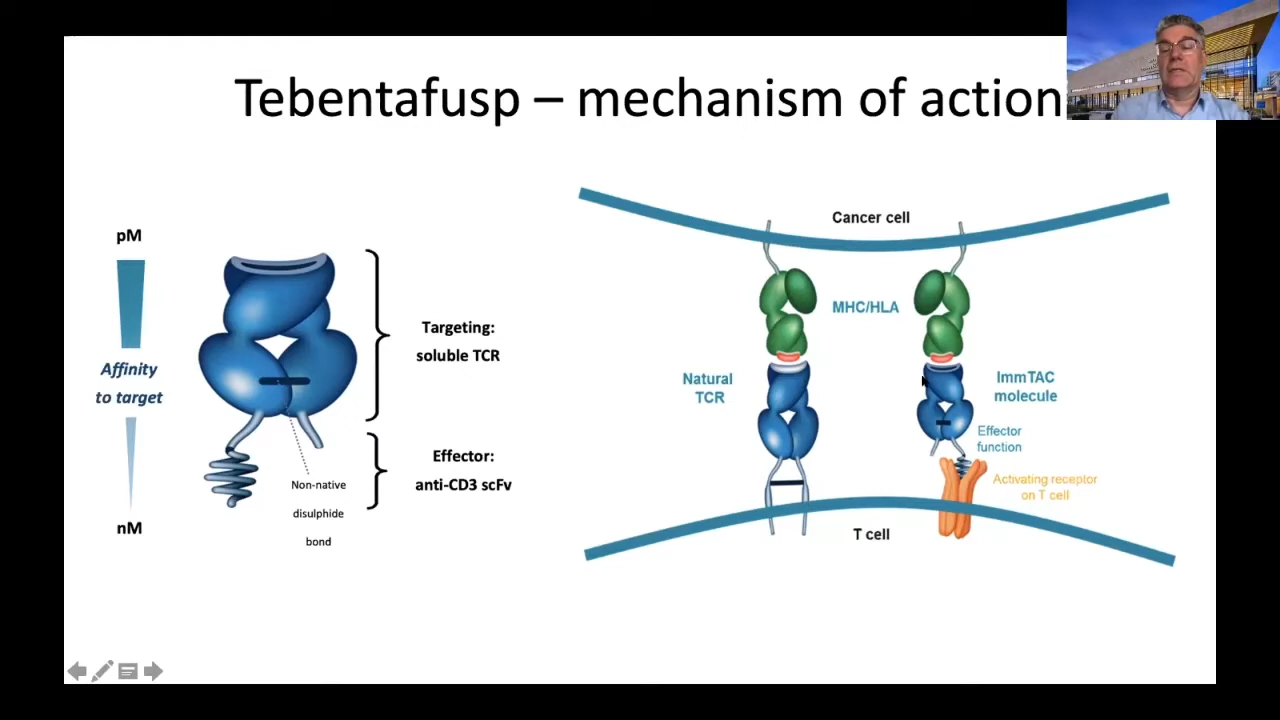 Tebentafusp – mechanism of action
pM
Affinity
to target
nM
Targeting:
soluble TCR
Effector:
anti-CD3 scFv
Non-native
disulphide
bond
Cancer cell
MHC/HLA
Natural
TCR
ImmTAC
molecule
Effector
function
Activating receptor
on T cell
T cell